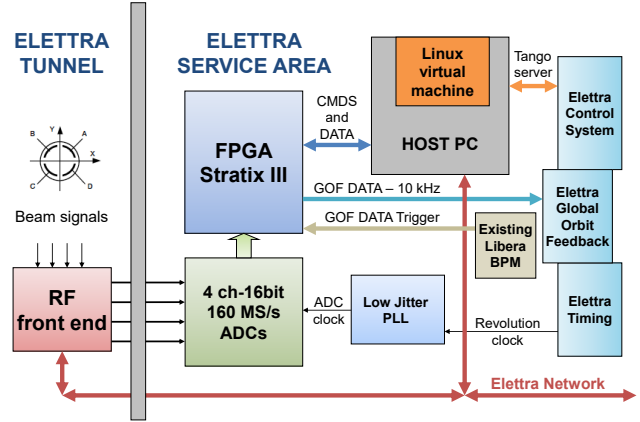 ELETTRA
TUNNEL
ELETTRA
SERVICE AREA
Linux
virtual
machine
Tango
server
CMDS
and
DATA
HOST PC
Elettra
Control
System
FPGA
Stratix III
Y
B
A
X
C
D
Beam signals
GOF DATA – 10 kHz
GOF DATA Trigger
Elettra
Global
Orbit
Feedback
Existing
Libera
BPM
RF
front end
4 ch-16bit
160 MS/s
ADCs
ADC
clock
Low Jitter
PLL
Revolution
clock
Elettra
Timing
Elettra Network